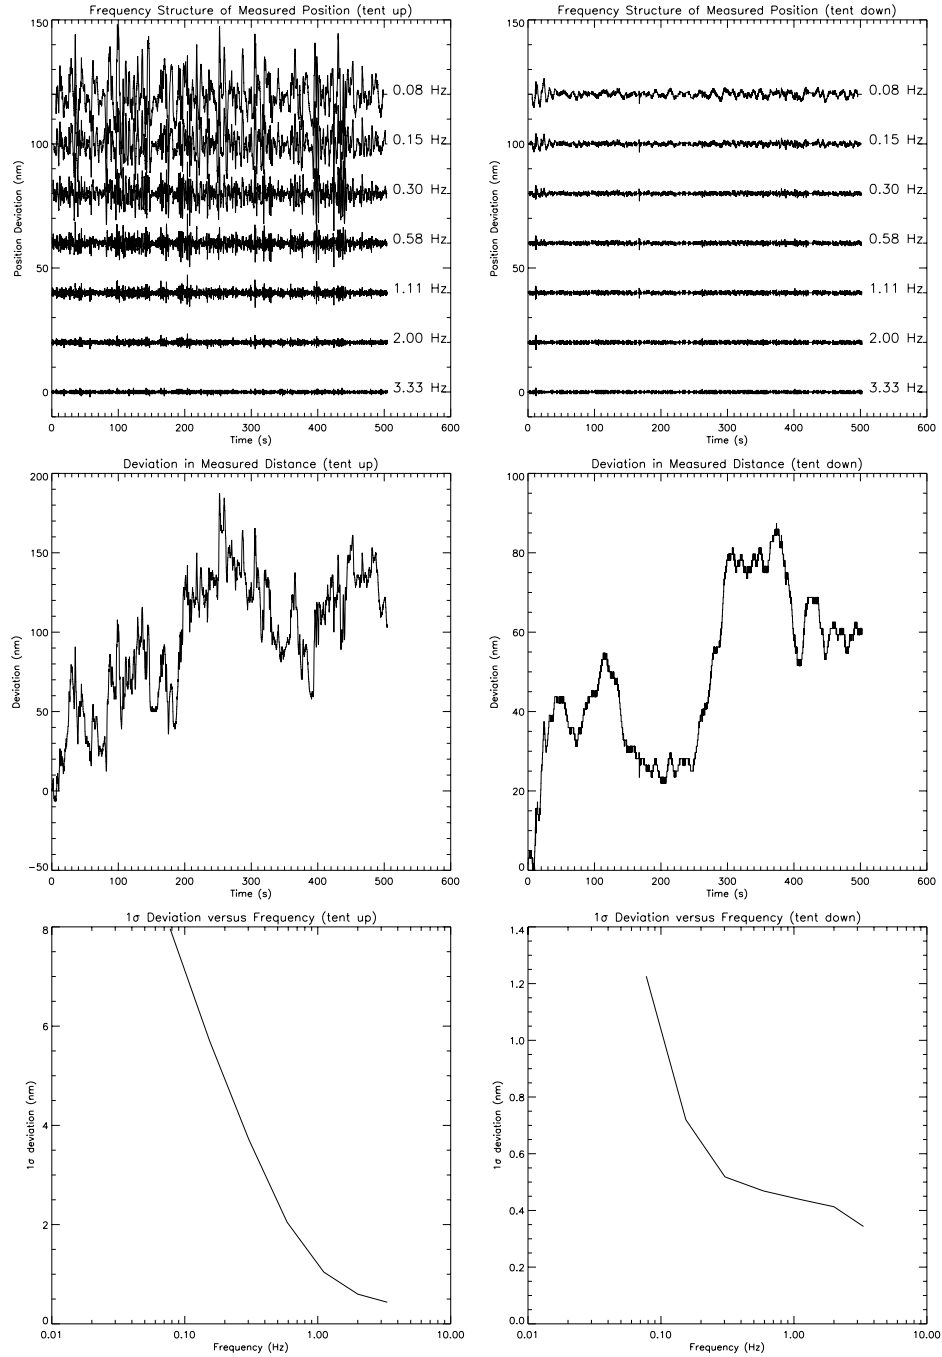 Frequency Structure of Measured Position (tent up)
150
100
50
0
Position Deviation (nm)
0.08 Hz
0.15 Hz
0.30 Hz
0.58 Hz
1.11 Hz
2.00 Hz
3.33 Hz
0 100 200 300 400 500 600
Time (s)
Frequency Structure of Measured Position (tent down)
150
100
50
0
Position Deviation (nm)
0.08 Hz
0.15 Hz
0.30 Hz
0.58 Hz
1.11 Hz
2.00 Hz
3.33 Hz
0 100 200 300 400 500 600
Time (s)
Deviation in Measured Distance (tent up)
200
150
100
50
0
−50
Deviation (nm)
0 100 200 300 400 500 600
Time (s)
Deviation in Measured Distance (tent down)
100
80
60
40
20
0
Deviation (nm)
0 100 200 300 400 500 600
Time (s)
1σ Deviation versus Frequency (tent up)
8
6
4
2
0
1σ deviation (nm)
0.01 0.10 1.00 10.00
Frequency (Hz)
1σ Deviation versus Frequency (tent down)
1.4
1.2
1.0
0.8
0.6
0.4
0.2
0.0
1σ deviation (nm)
0.01 0.10 1.00 10.00
Frequency (Hz)